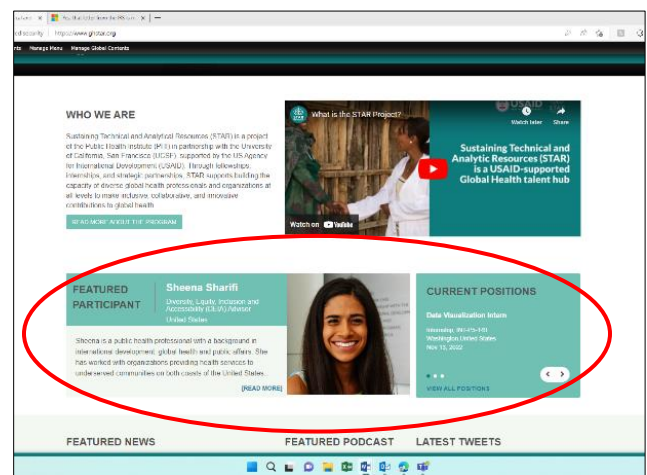 https://www.ghstar.org
Manage Menu Manage Global Contents
WHO WE ARE
Sustaining Technical and Analytical Resources (STAR) is a project
of the Public Health Institute (PHI) in partnership with the University
of California, San Francisco (UCSF), supported by the US Agency
for International Development (USAID). Through fellowships,
internships, and strategic partnerships, STAR supports building the
capacity of diverse global health professionals and organizations at
all levels to make inclusive, collaborative, and innovative
contributions to global health
READ MORE ABOUT THE PROGRAM
What is the STAR Project?
USAID
Watch later Share
Sustaining Technical and
Analytic Resources (STAR)
is a USAID-supported
Global Health talent hub
Watch on YouTube
FEATURED
PARTICIPANT
Sheena Sharifi
Diversity, Equity, Inclusion and
Accessibility (DEIA) Advisor
United States
Sheena is a public health professional with a background in
international development, global health and public affairs. She
has worked with organizations providing health services to
underserved communities on both coasts of the United States...
[READ MORE]
CURRENT POSITIONS
Data Visualization Intern
Internship,
Washington, United States
Nov 15, 2022
VIEW ALL POSITIONS
FEATURED NEWS
FEATURED PODCAST
LATEST TWEETS